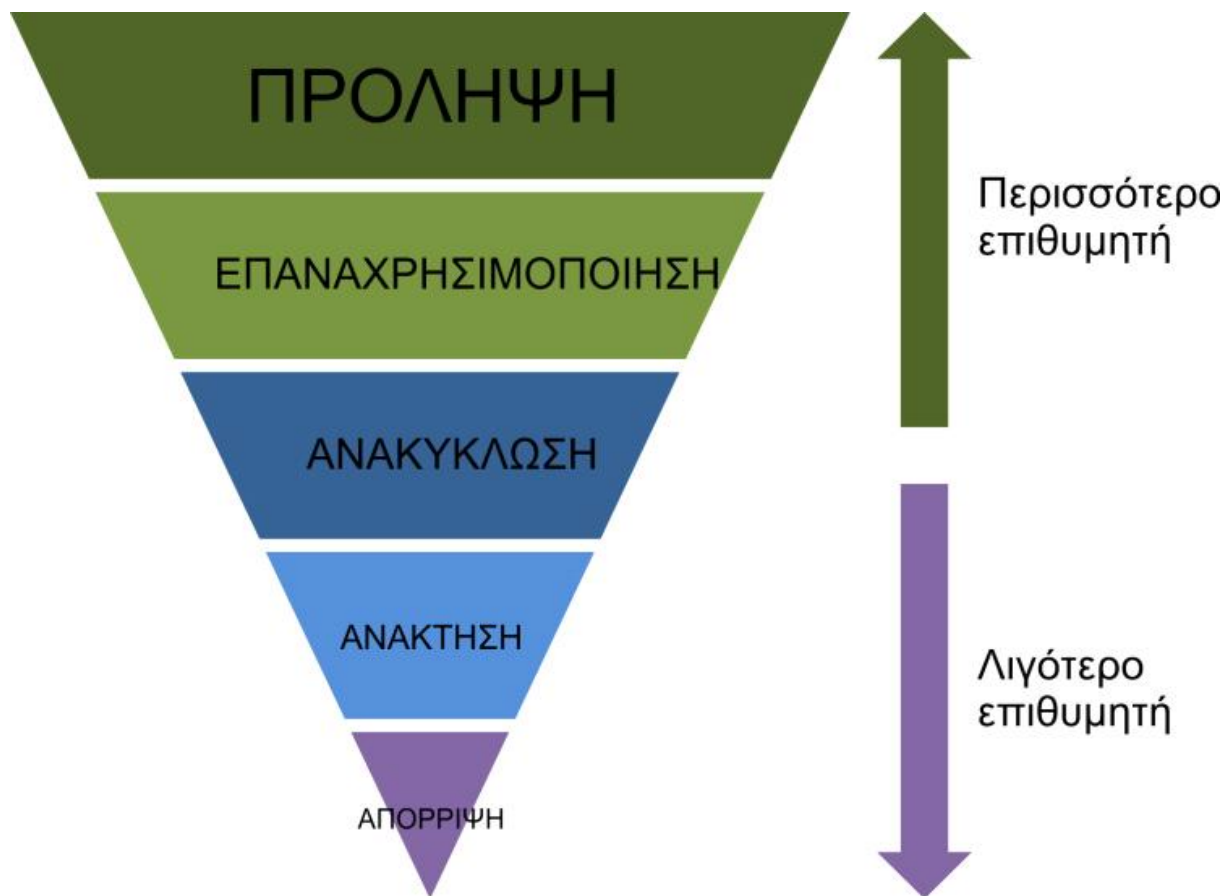 ΠΡΟΛΗΨΗ
ΕΠΑΝΑΧΡΗΣΙΜΟΠΟΙΗΣΗ
ΑΝΑΚΥΚΛΩΣΗ
ΑΝΑΚΤΗΣΗ
ΑΠΟΡΡΙΨΗ
Περισσότερο
επιθυμητή
Λιγότερο
επιθυμητή